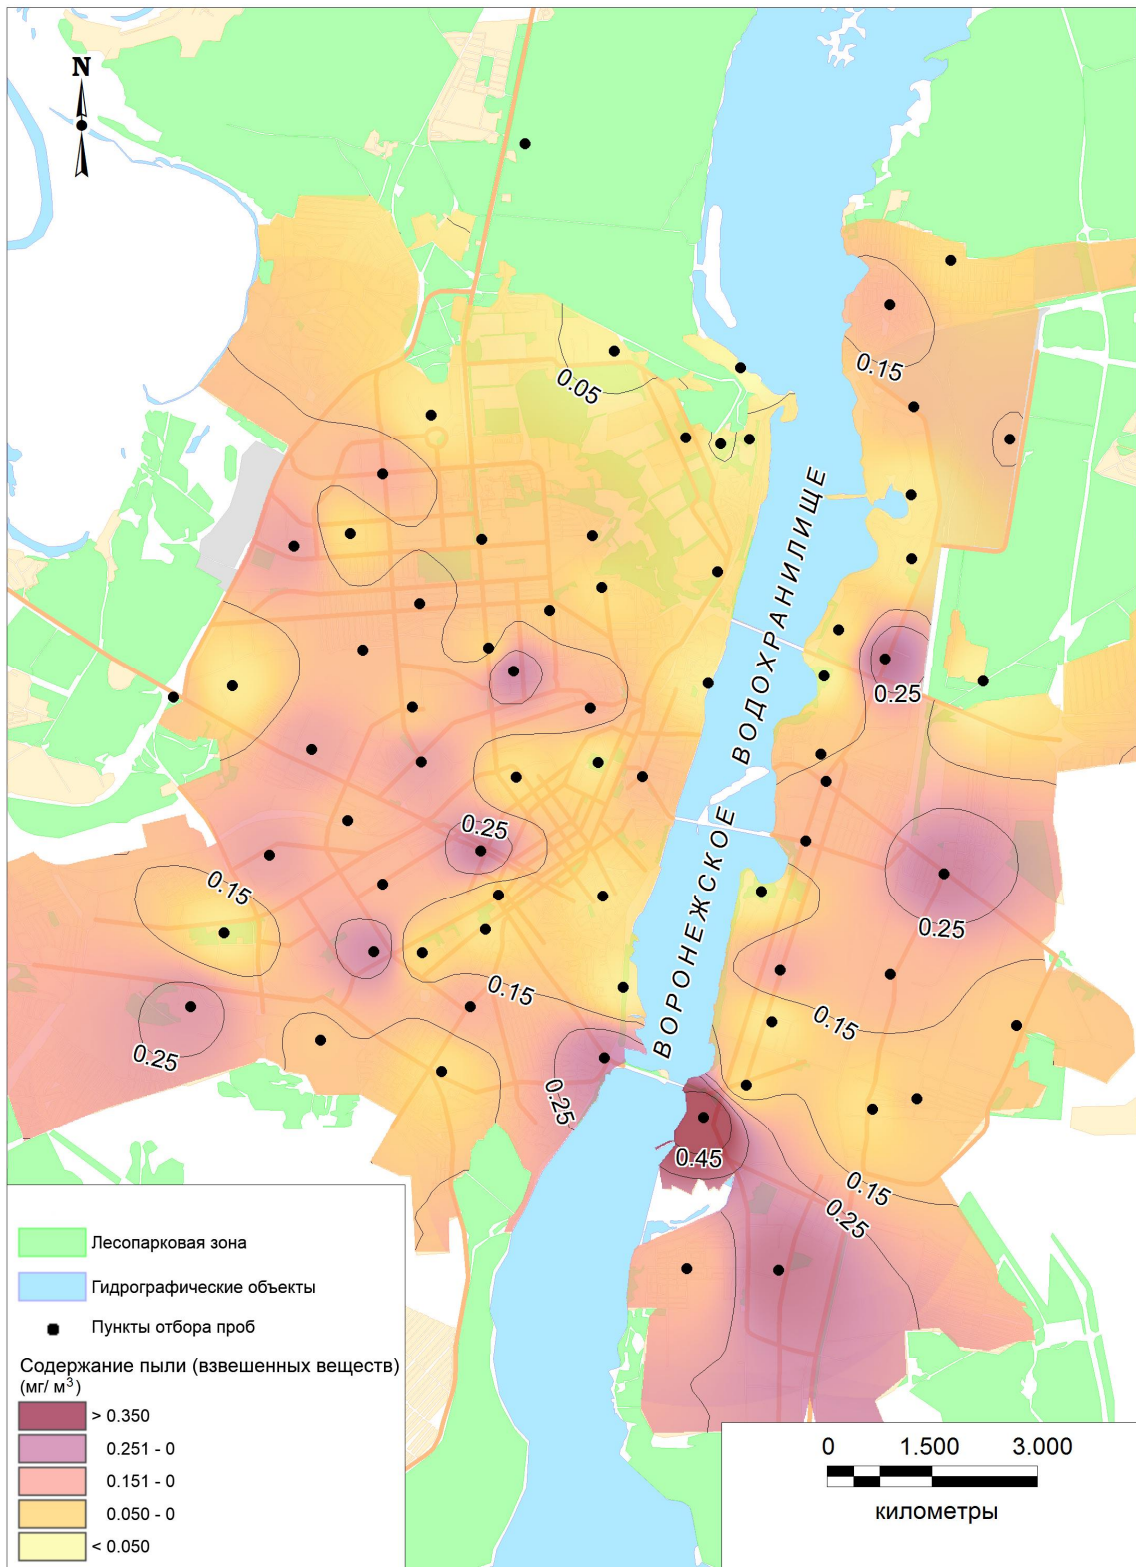 N
0.05
0.15
ВОРОНЕЖСКОЕ ВОДОХРАНИЛИЩЕ
0.25
0.25
0.15
0.25
0.15
0.15
0.25
0.25
0.45
0.15
0.25
Лесопарковая зона
Гидрографические объекты
Пункты отбора проб
Содержание пыли (взвешенных веществ)
(мг/ м³)
> 0.350
0.251 - 0
0.151 - 0
0.050 - 0
< 0.050
0 1.500 3.000
километры